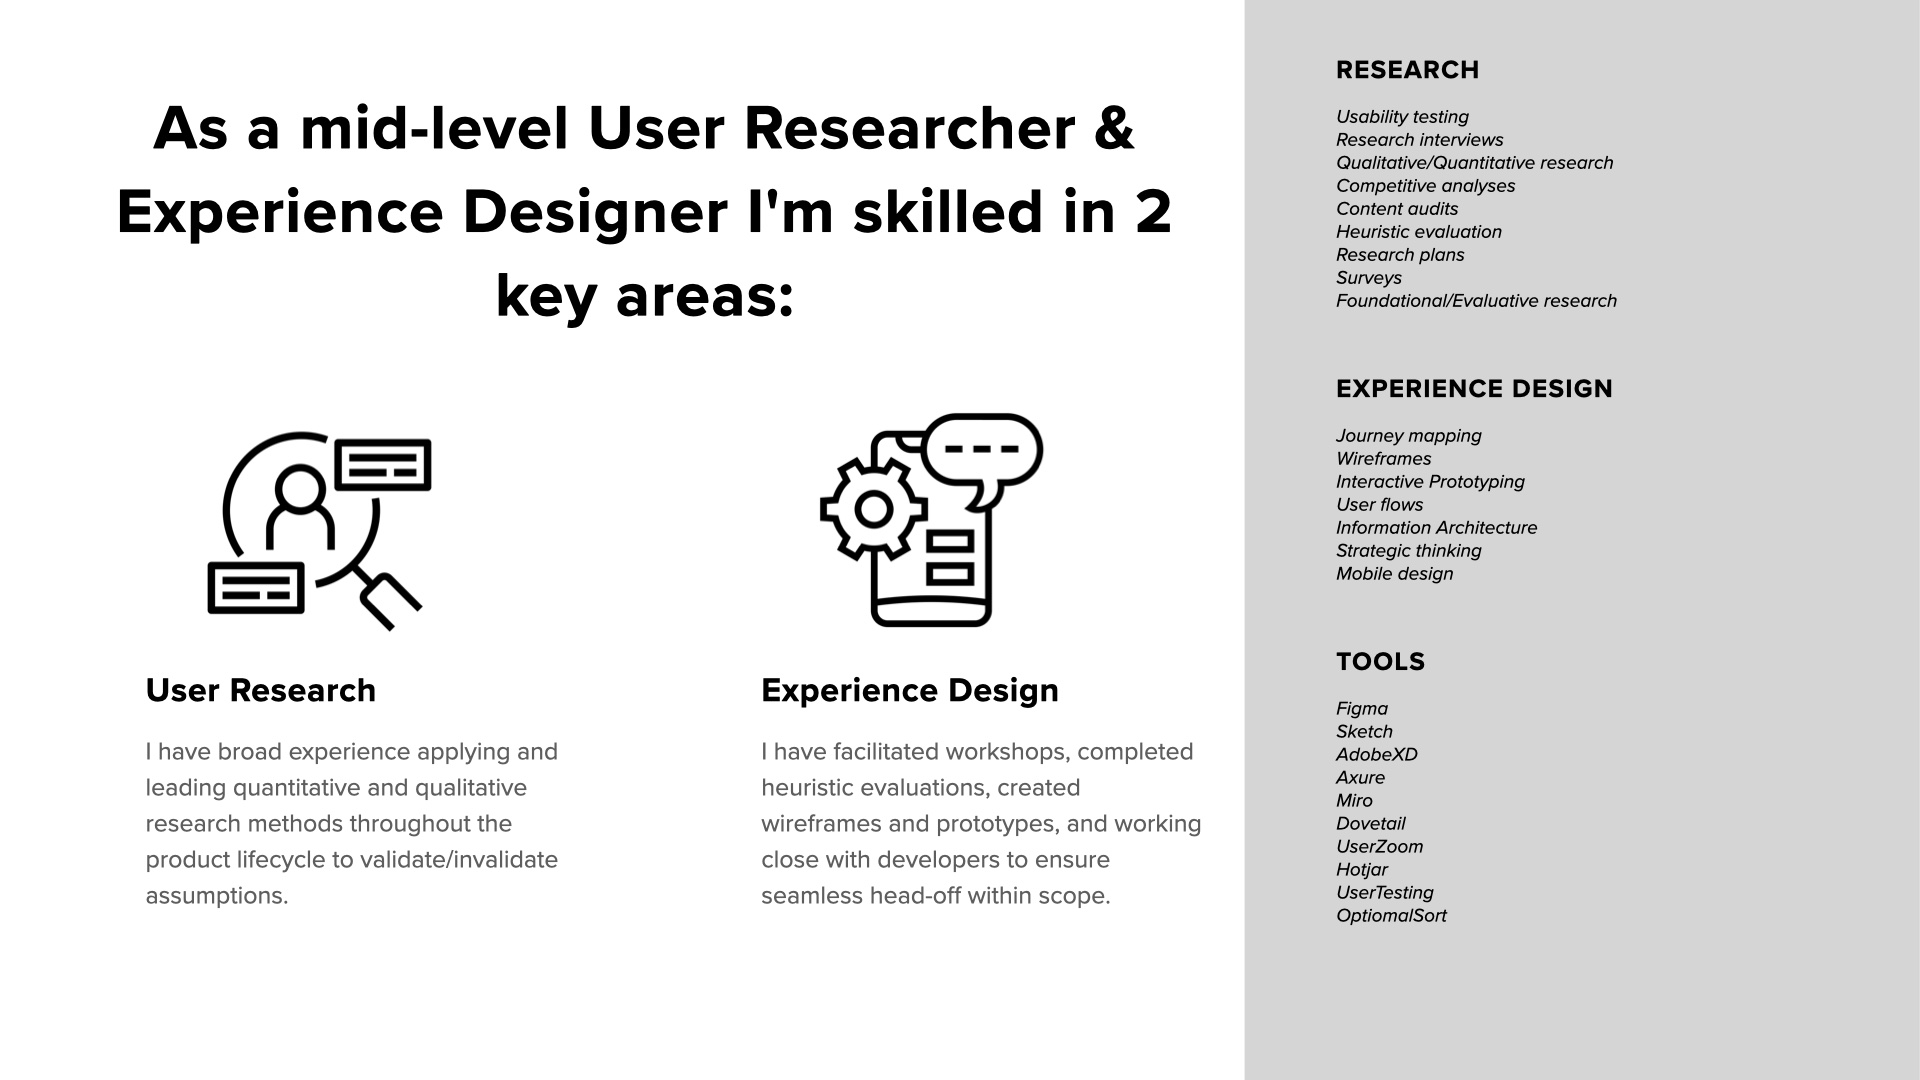 As a mid-level User Researcher &
Experience Designer I'm skilled in 2
key areas:
User Research
I have broad experience applying and
leading quantitative and qualitative
research methods throughout the
product lifecycle to validate/invalidate
assumptions.
Experience Design
I have facilitated workshops, completed
heuristic evaluations, created
wireframes and prototypes, and working
close with developers to ensure
seamless head-off within scope.
RESEARCH
Usability testing
Research interviews
Qualitative/Quantitative research
Competitive analyses
Content audits
Heuristic evaluation
Research plans
Surveys
Foundational/Evaluative research
EXPERIENCE DESIGN
Journey mapping
Wireframes
Interactive Prototyping
User flows
Information Architecture
Strategic thinking
Mobile design
TOOLS
Figma
Sketch
AdobeXD
Axure
Miro
Dovetail
UserZoom
Hotjar
UserTesting
OptiomalSort